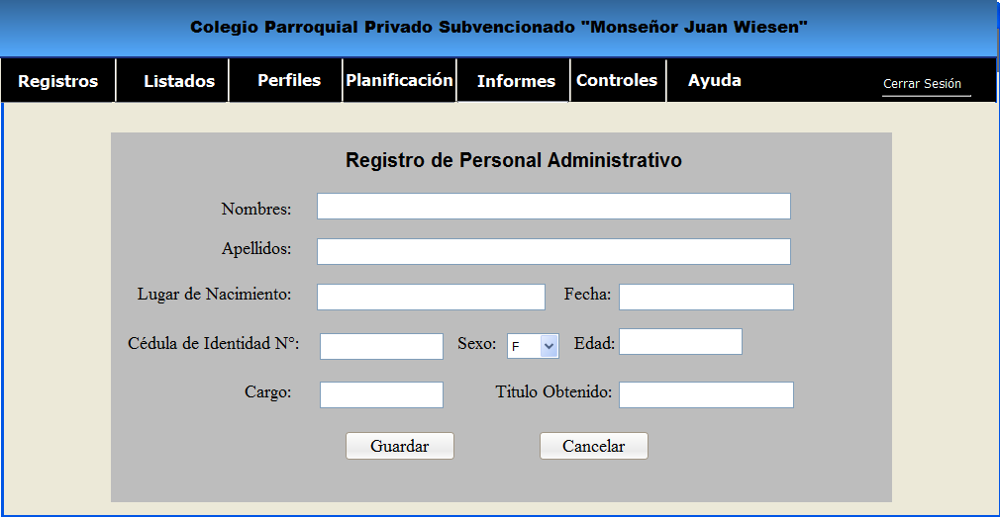 Colegio Parroquial Privado Subvencionado "Monseñor Juan Wiesen"
Registros Listados Perfiles Planificación Informes Controles Ayuda Cerrar Sesión
Registro de Personal Administrativo
Nombres:
Apellidos:
Lugar de Nacimiento: Fecha:
Cédula de Identidad N°: Sexo: F Edad:
Cargo: Titulo Obtenido:
Guardar Cancelar